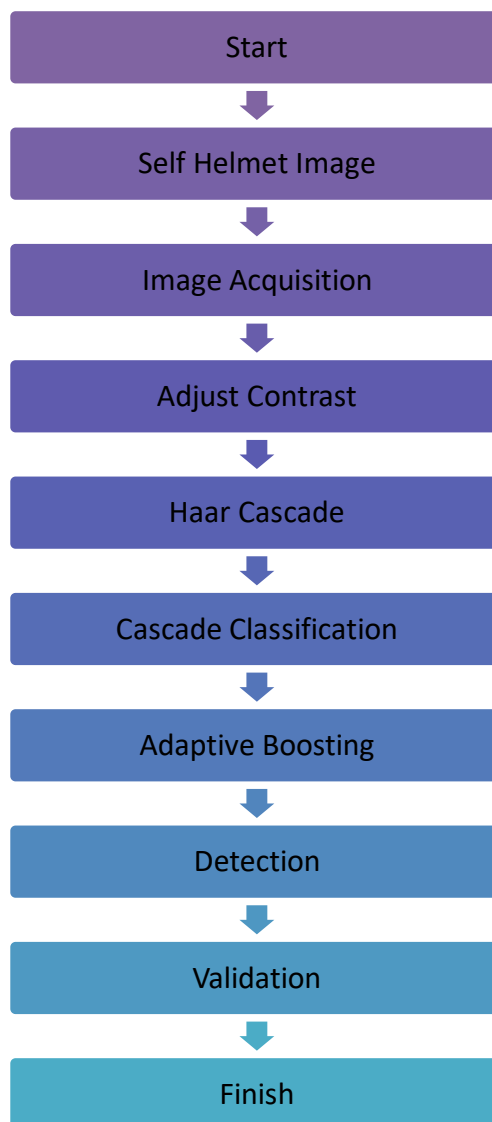 Start
Self Helmet Image
Image Acquisition
Adjust Contrast
Haar Cascade
Cascade Classification
Adaptive Boosting
Detection
Validation
Finish